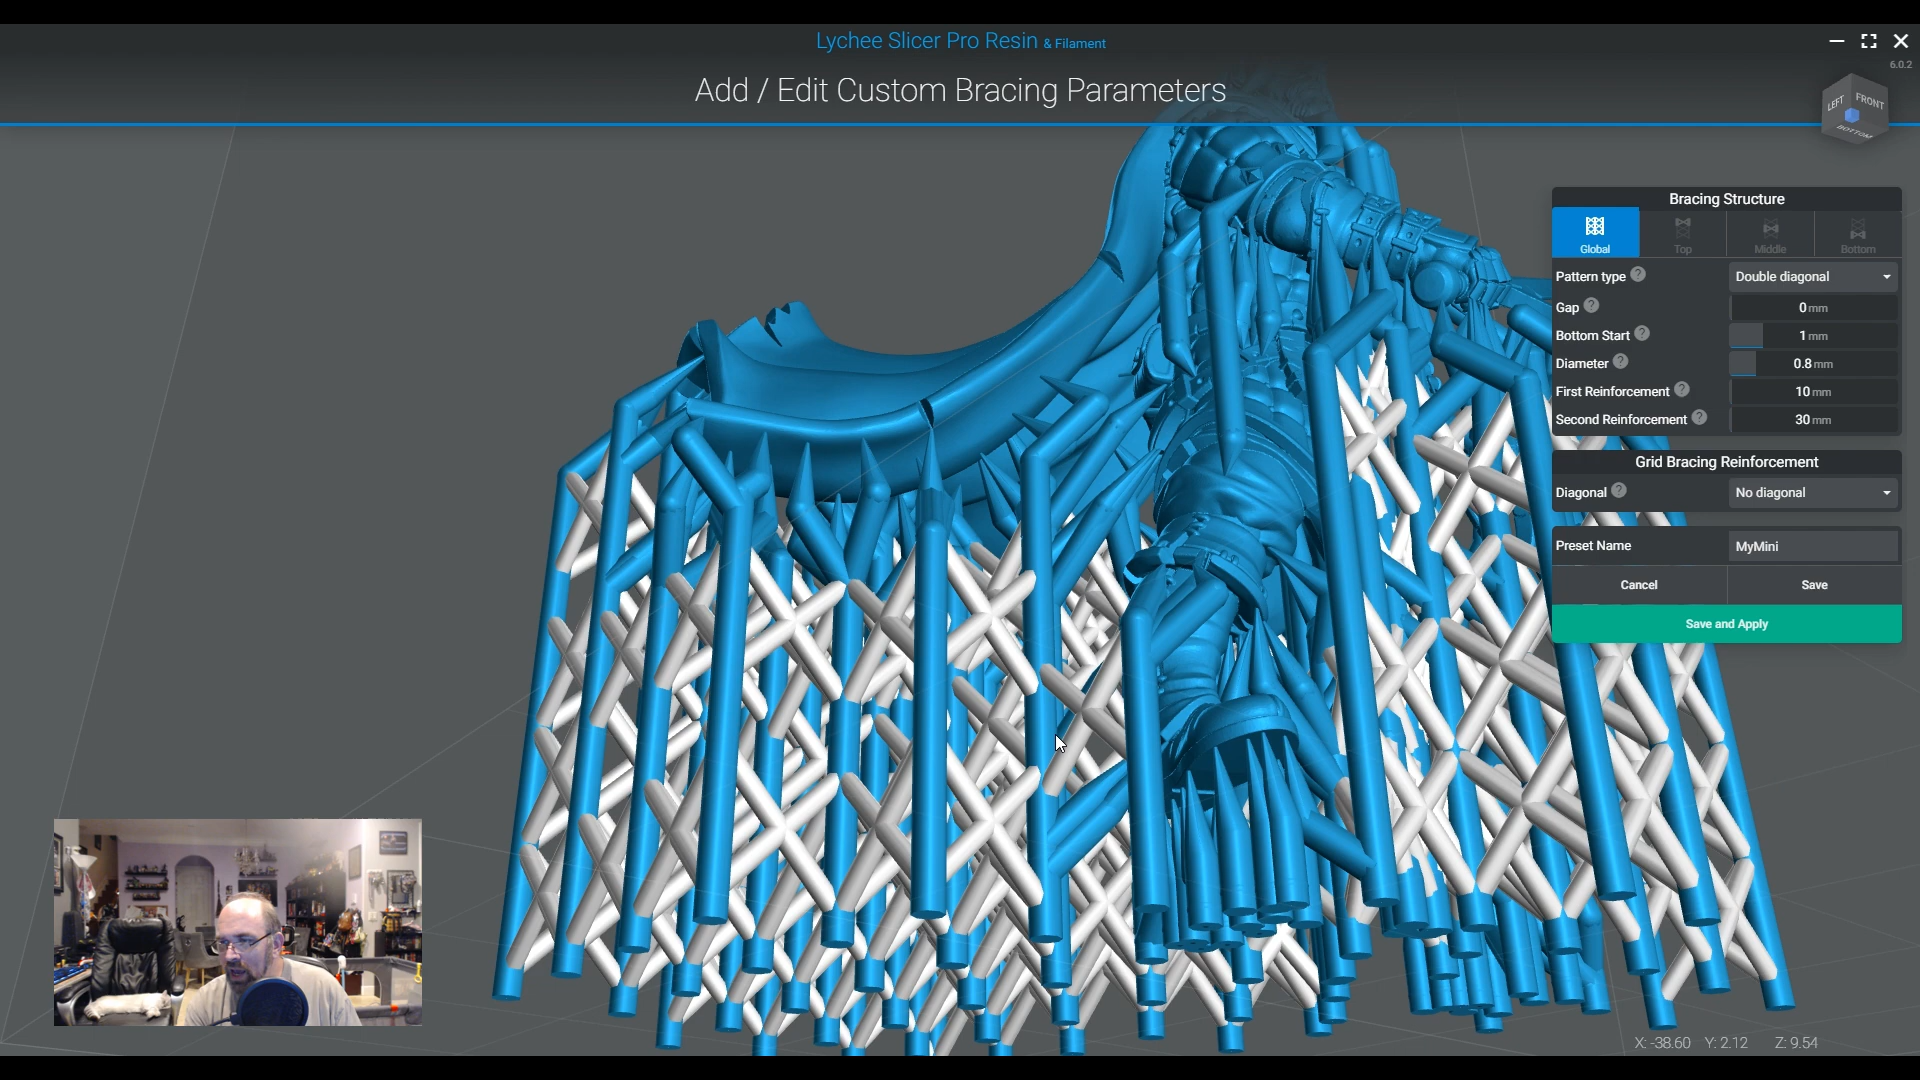 Lychee Slicer Pro Resin & Filament
6.0.2
Add / Edit Custom Bracing Parameters
LEFT
FRONT
BOTTOM
Bracing Structure
Global
Top
Middle
Bottom
Pattern type ? Double diagonal
Gap ? 0 mm
Bottom Start ? 1 mm
Diameter ? 0.8 mm
First Reinforcement ? 10 mm
Second Reinforcement ? 30 mm
Grid Bracing Reinforcement
Diagonal ? No diagonal
Preset Name MyMini
Cancel
Save
Save and Apply
X: -38.60 Y: 2.12 Z: 9.54